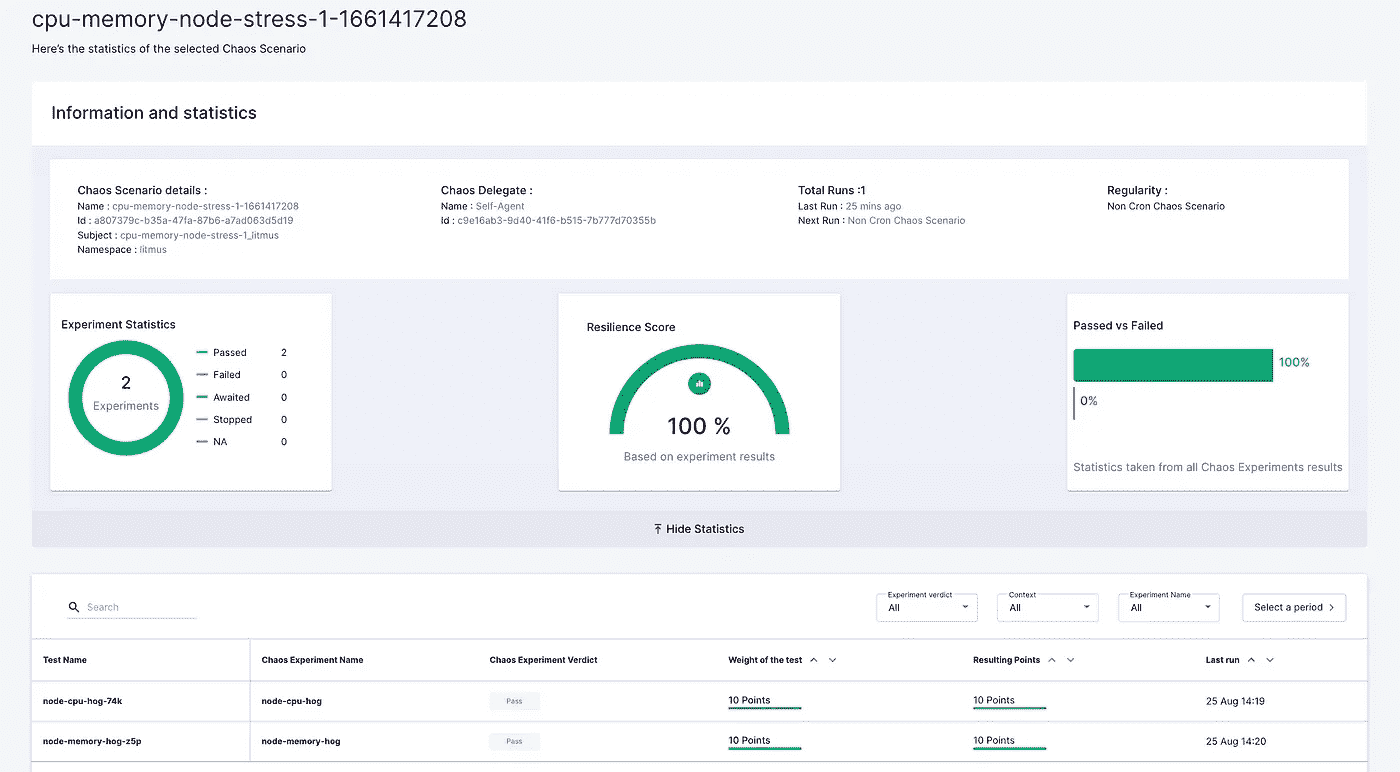 cpu-memory-node-stress-1-1661417208
Here's the statistics of the selected Chaos Scenario
Information and statistics
Chaos Scenario details :
Name : cpu-memory-node-stress-1-1661417208
Id : a807379c-b35a-47fa-87b6-a7ad063d5d19
Subject : cpu-memory-node-stress-1_litmus
Namespace : litmus
Chaos Delegate :
Name : Self-Agent
Id : c9e16ab3-9d40-41f6-b515-7b777d70355b
Total Runs :1
Last Run : 25 mins ago
Next Run : Non Cron Chaos Scenario
Regularity :
Non Cron Chaos Scenario
Experiment Statistics
2
Experiments
Passed 2
Failed 0
Awaited 0
Stopped 0
NA 0
Resilience Score
100 %
Based on experiment results
Passed vs Failed
100%
0%
Statistics taken from all Chaos Experiments results
Hide Statistics
Search
Experiment verdict
All
Context
All
Experiment Name
All
Select a period
Test Name Chaos Experiment Name Chaos Experiment Verdict Weight of the test Resulting Points Last run
node-cpu-hog-74k node-cpu-hog Pass 10 Points 10 Points 25 Aug 14:19
node-memory-hog-z5p node-memory-hog Pass 10 Points 10 Points 25 Aug 14:20